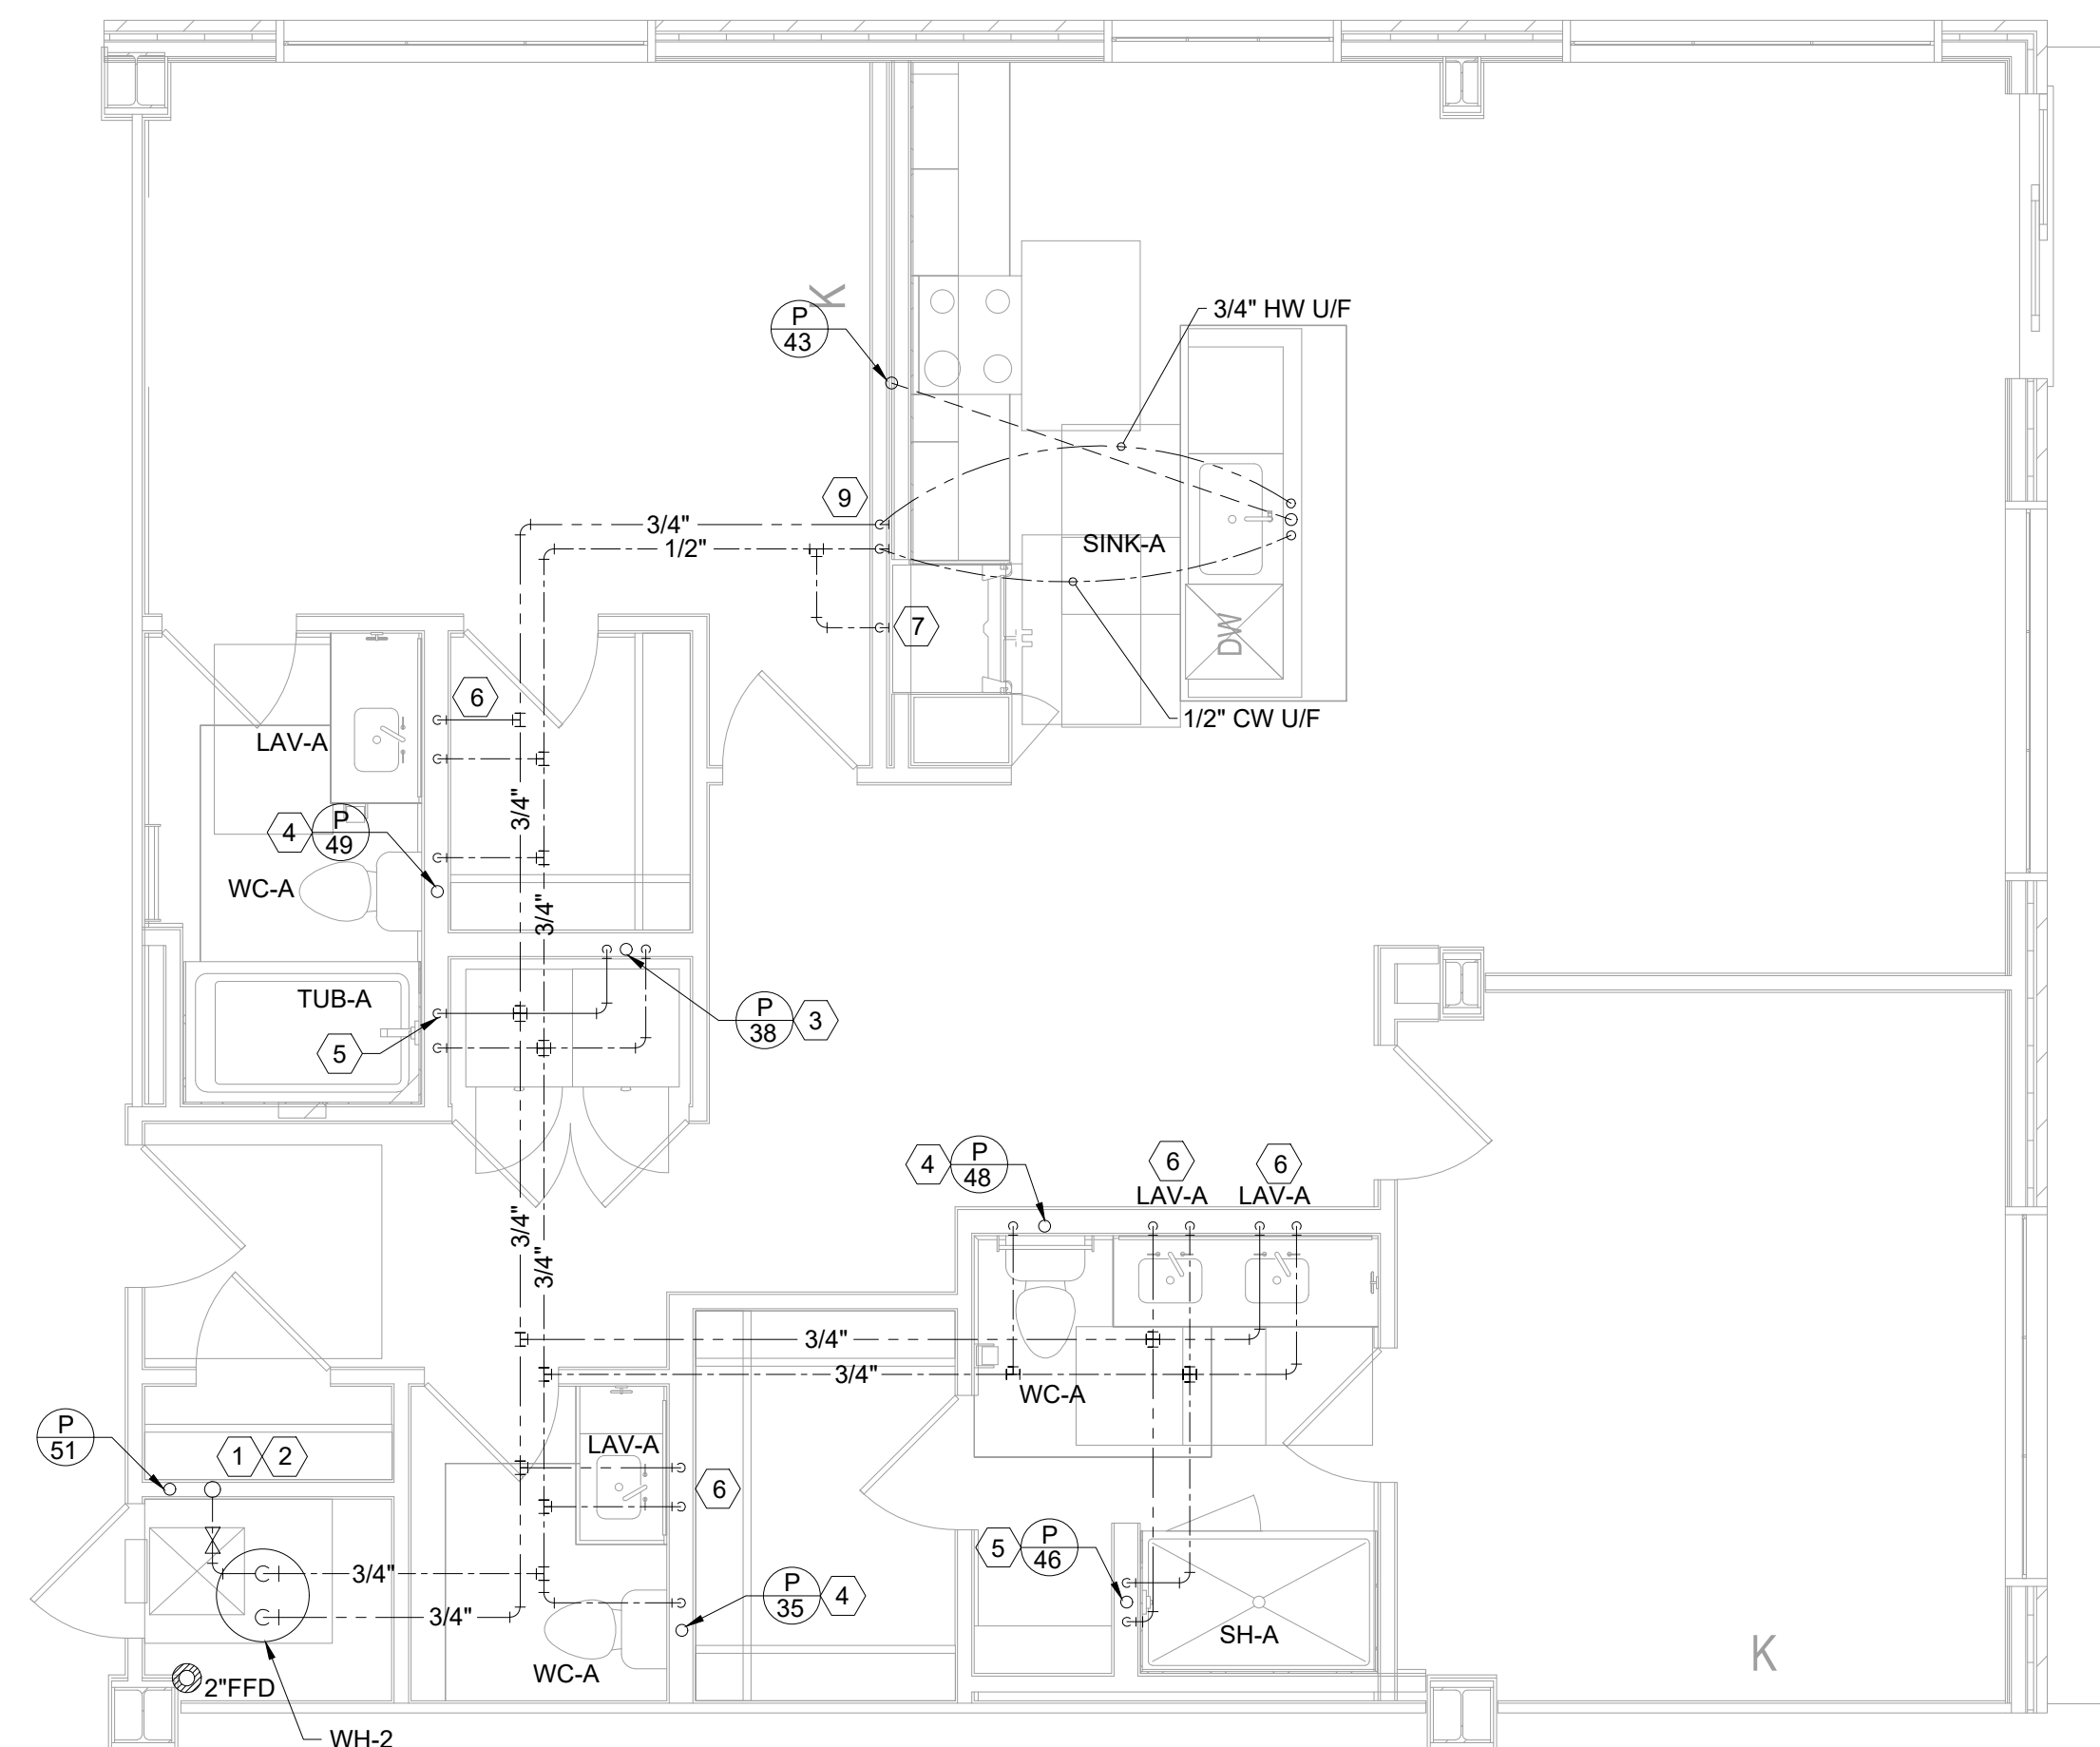 K
P
43
3/4" HW U/F
9
3/4"
1/2"
SINK-A
7
DW
6
1/2" CW U/F
LAV-A
3/4"
4
P
49
WC-A
3/4"
TUB-A
P
38
3
5
4
P
48
6
6
LAV-A
LAV-A
3/4"
3/4"
3/4"
3/4"
WC-A
P
51
1
2
LAV-A
6
5
P
46
3/4"
P
35
4
3/4"
SH-A
K
WC-A
2"FFD
WH-2